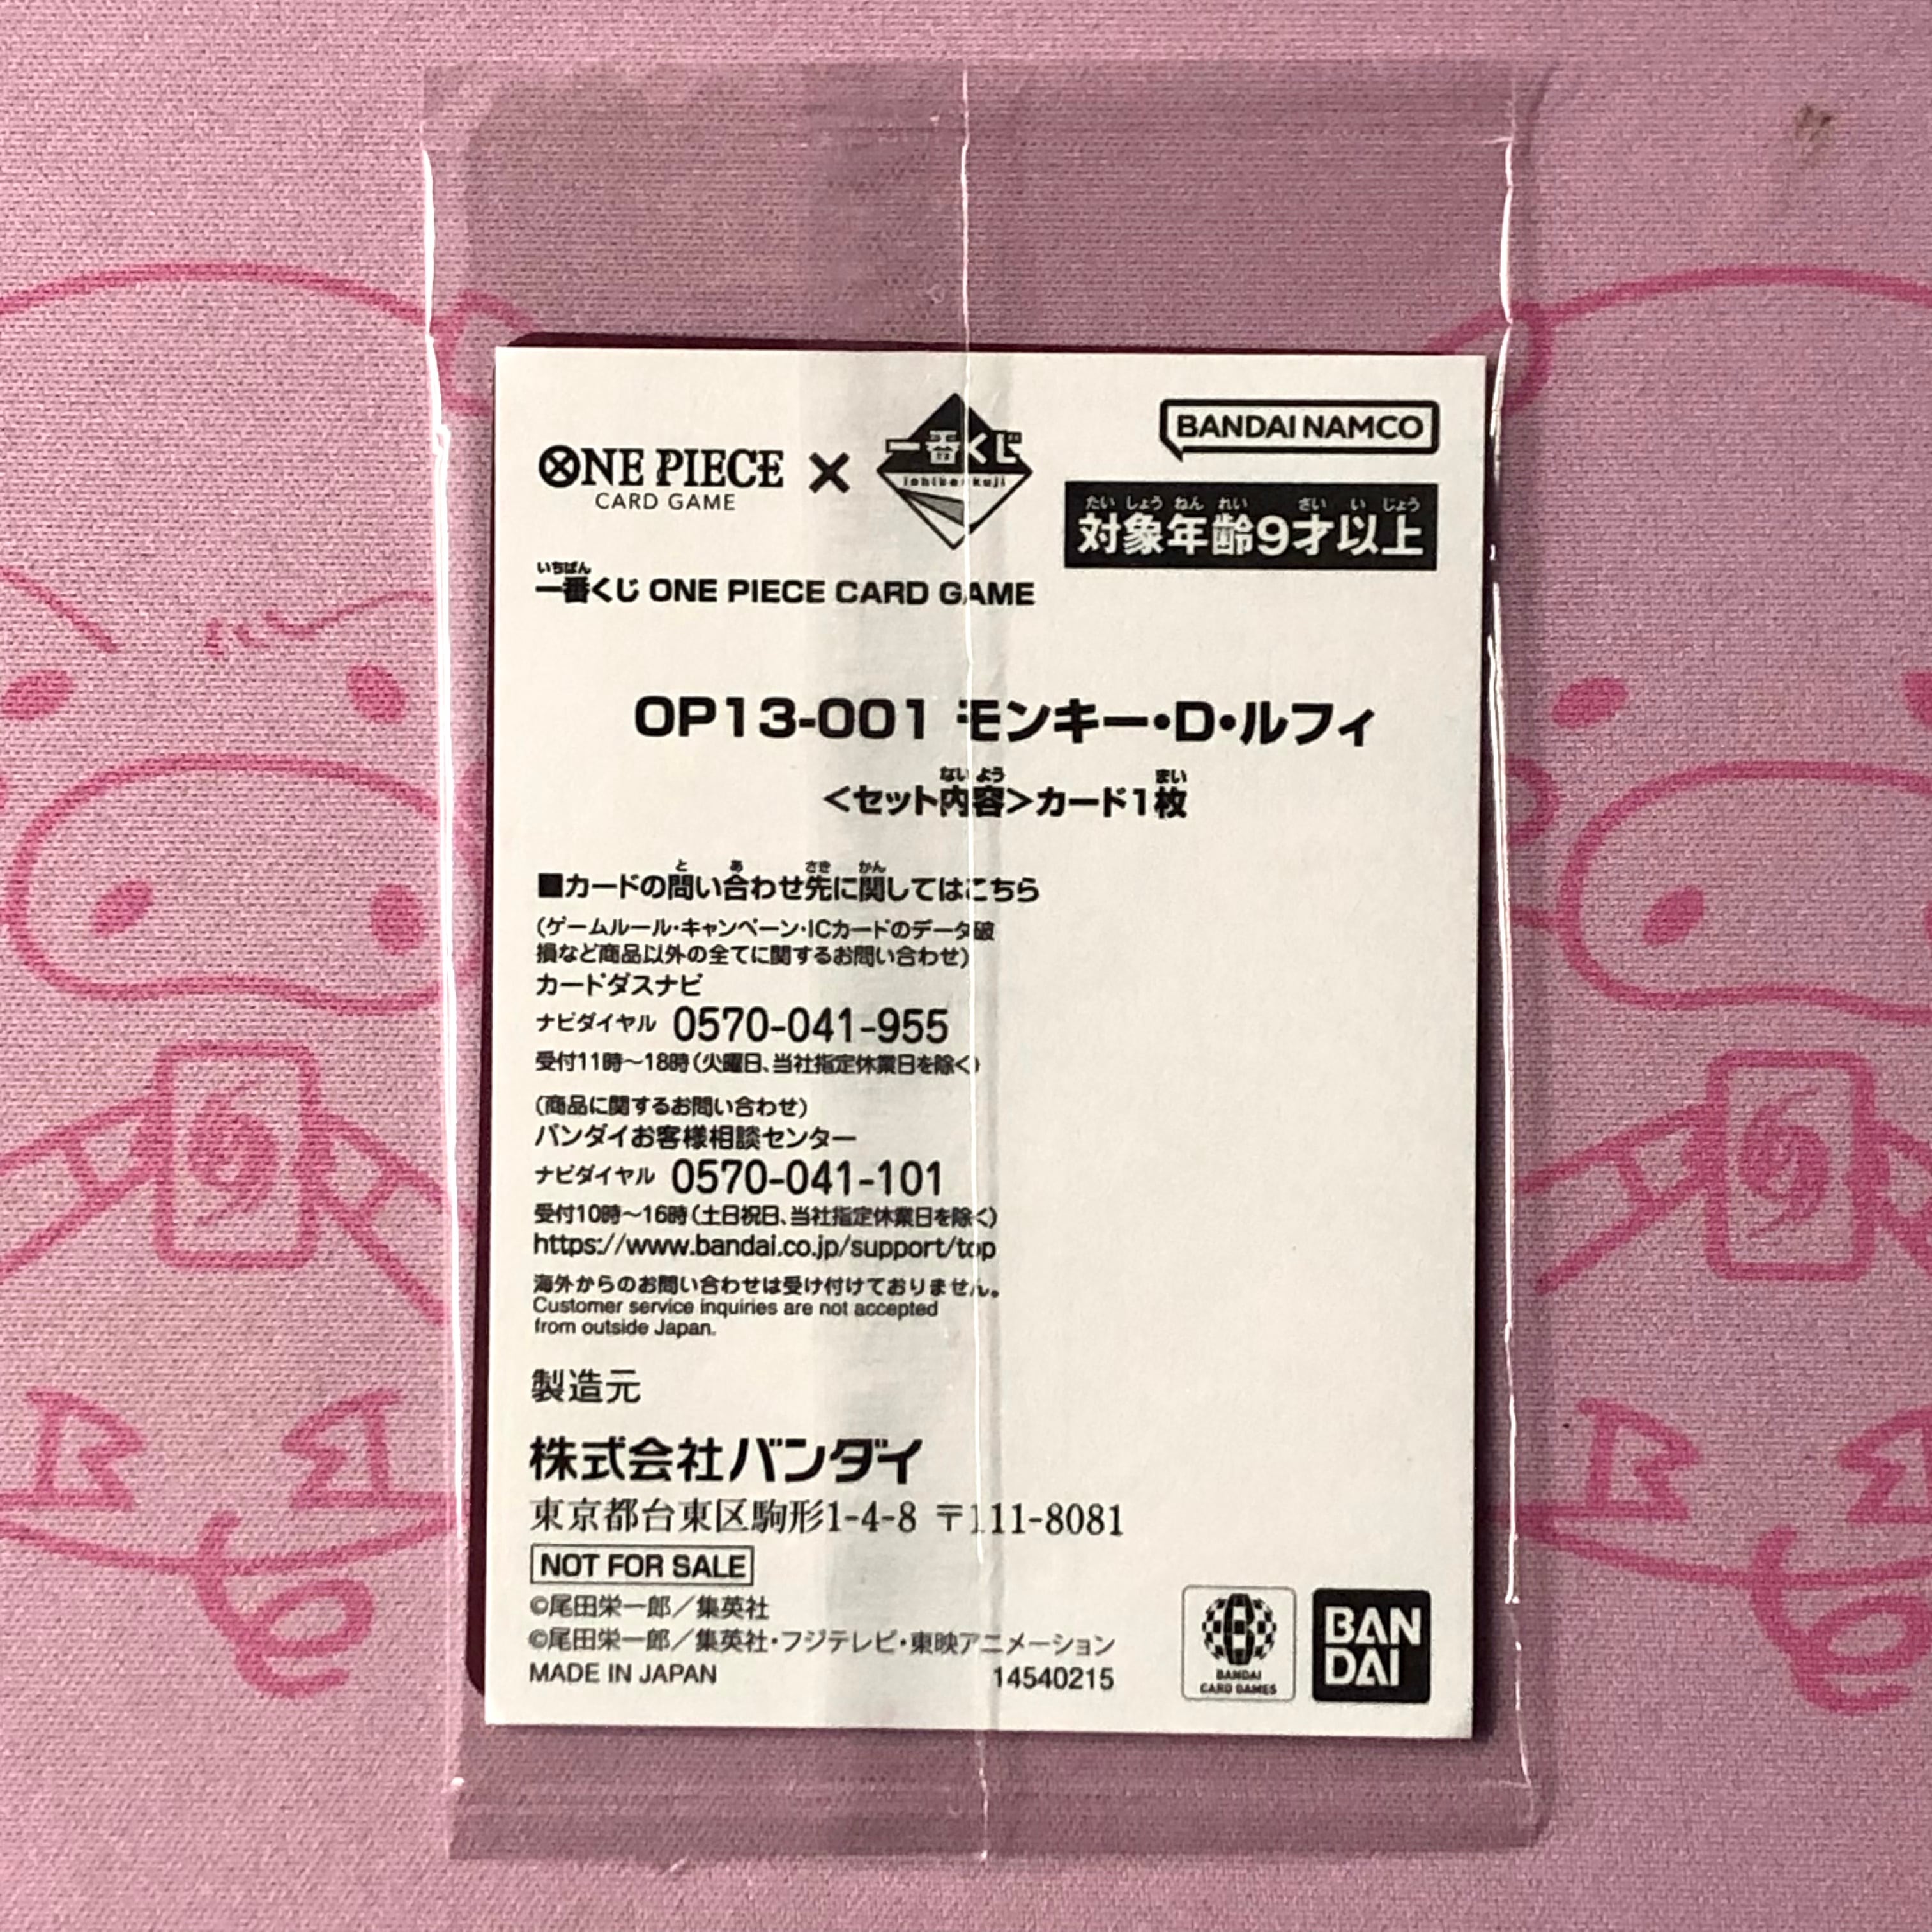 ONE PIECE
CARD GAME
×
一番くじ
ichiban kuji
BANDAI NAMCO
たいしょうねんれい さいいじょう
対象年齢9才以上
いちばん
一番くじ ONE PIECE CARD GAME
OP13-001 モンキー・D・ルフィ
ないよう まい
<セット内容>カード1枚
と あ さき かん
■カードの問い合わせ先に関してはこちら
(ゲームルール・キャンペーン・ICカードのデータ破
損など商品以外の全てに関するお問い合わせ)
カードダスナビ
ナビダイヤル 0570-041-955
受付11時〜18時(火曜日、当社指定休業日を除く)
(商品に関するお問い合わせ)
バンダイお客様相談センター
ナビダイヤル 0570-041-101
受付10時〜16時(土日祝日、当社指定休業日を除く)
https://www.bandai.co.jp/support/top
海外からのお問い合わせは受け付けておりません。
Customer service inquiries are not accepted
from outside Japan.
製造元
株式会社バンダイ
東京都台東区駒形1-4-8 〒111-8081
NOT FOR SALE
©尾田栄一郎/集英社
©尾田栄一郎/集英社・フジテレビ・東映アニメーション
MADE IN JAPAN 14540215
B
BANDAI
CARD GAMES
BAN
DAI